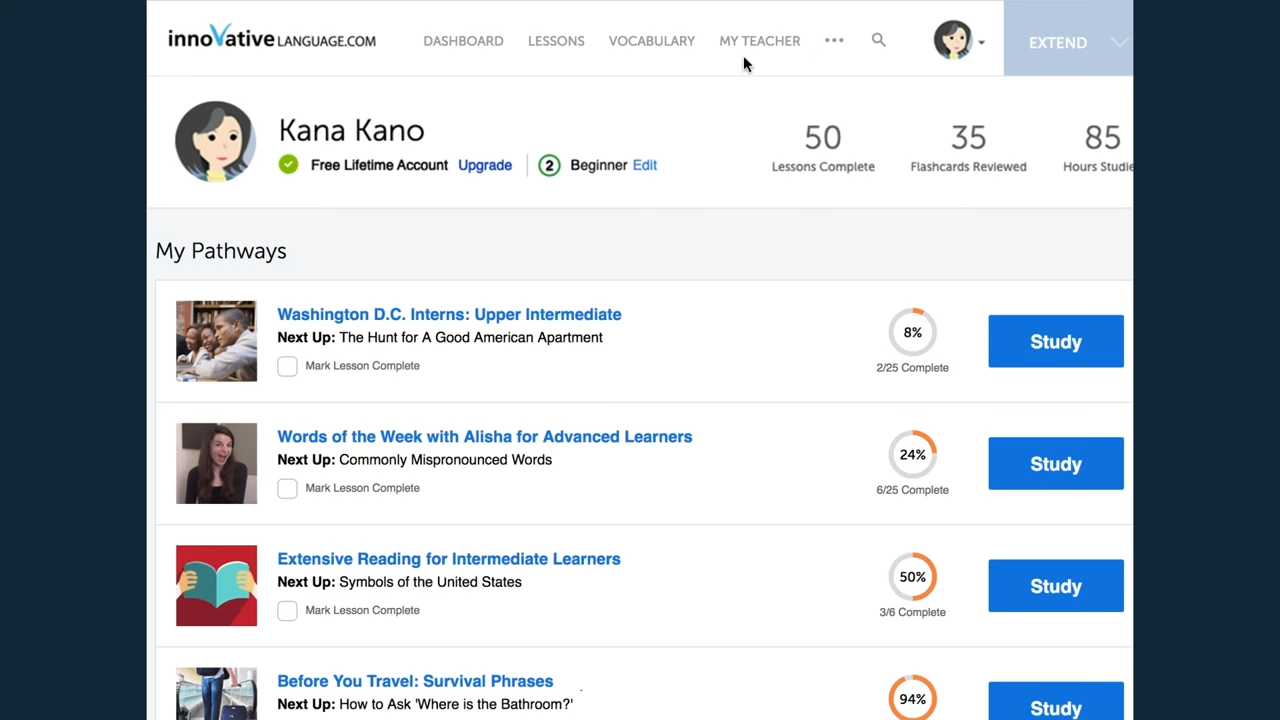 innoVative LANGUAGE.COM DASHBOARD LESSONS VOCABULARY MY TEACHER ••• EXTEND
Kana Kano
Free Lifetime Account Upgrade 2 Beginner Edit
50 35 85
Lessons Complete Flashcards Reviewed Hours Studie
My Pathways
Washington D.C. Interns: Upper Intermediate
Next Up: The Hunt for A Good American Apartment
Mark Lesson Complete
8%
2/25 Complete
Study
Words of the Week with Alisha for Advanced Learners
Next Up: Commonly Mispronounced Words
Mark Lesson Complete
24%
6/25 Complete
Study
Extensive Reading for Intermediate Learners
Next Up: Symbols of the United States
Mark Lesson Complete
50%
3/6 Complete
Study
Before You Travel: Survival Phrases
Next Up: How to Ask 'Where is the Bathroom?'
94%
Study